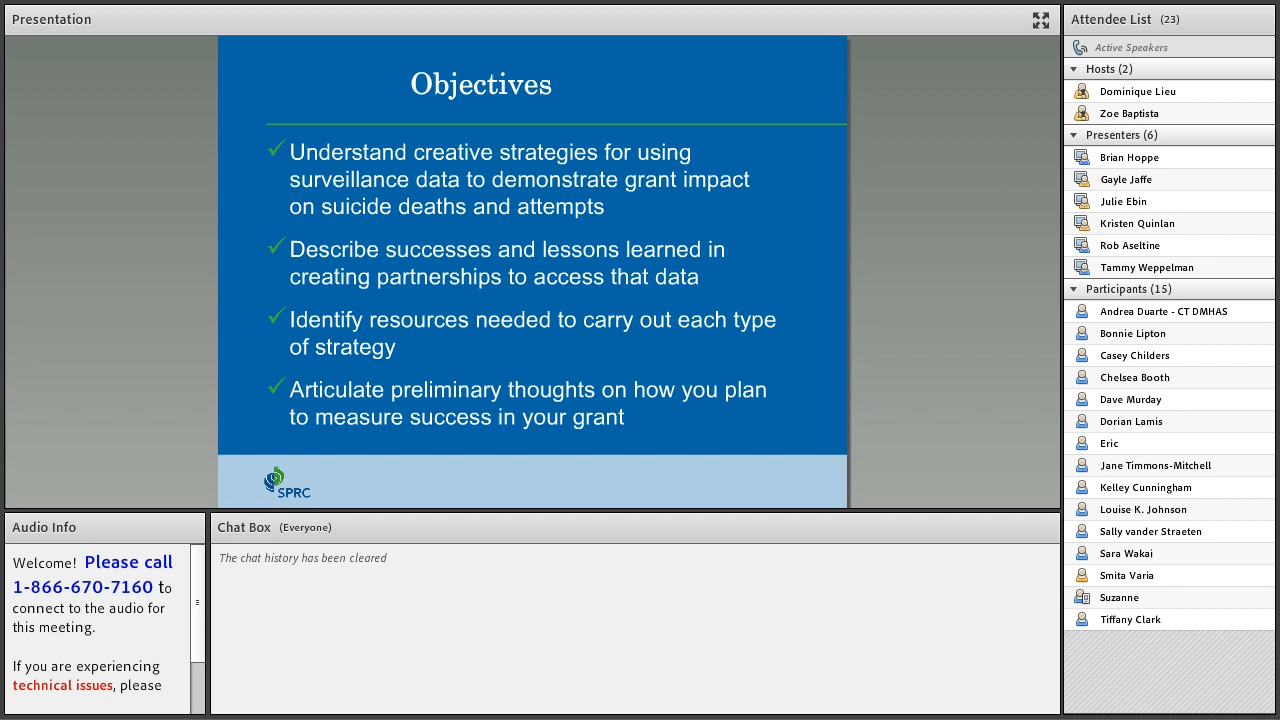 Presentation
Objectives
Understand creative strategies for using
surveillance data to demonstrate grant impact
on suicide deaths and attempts
Describe successes and lessons learned in
creating partnerships to access that data
Identify resources needed to carry out each type
of strategy
Articulate preliminary thoughts on how you plan
to measure success in your grant
SPRC
Audio Info
Welcome! Please call
1-866-670-7160 to
connect to the audio for
this meeting.
If you are experiencing
technical issues, please
Chat Box (Everyone)
The chat history has been cleared
Attendee List (23)
Active Speakers
Hosts (2)
Dominique Lieu
Zoe Baptista
Presenters (6)
Brian Hoppe
Gayle Jaffe
Julie Ebin
Kristen Quinlan
Rob Aseltine
Tammy Weppelman
Participants (15)
Andrea Duarte - CT DMHAS
Bonnie Lipton
Casey Childers
Chelsea Booth
Dave Murday
Dorian Lamis
Eric
Jane Timmons-Mitchell
Kelley Cunningham
Louise K. Johnson
Sally vander Straeten
Sara Wakai
Smita Varia
Suzanne
Tiffany Clark